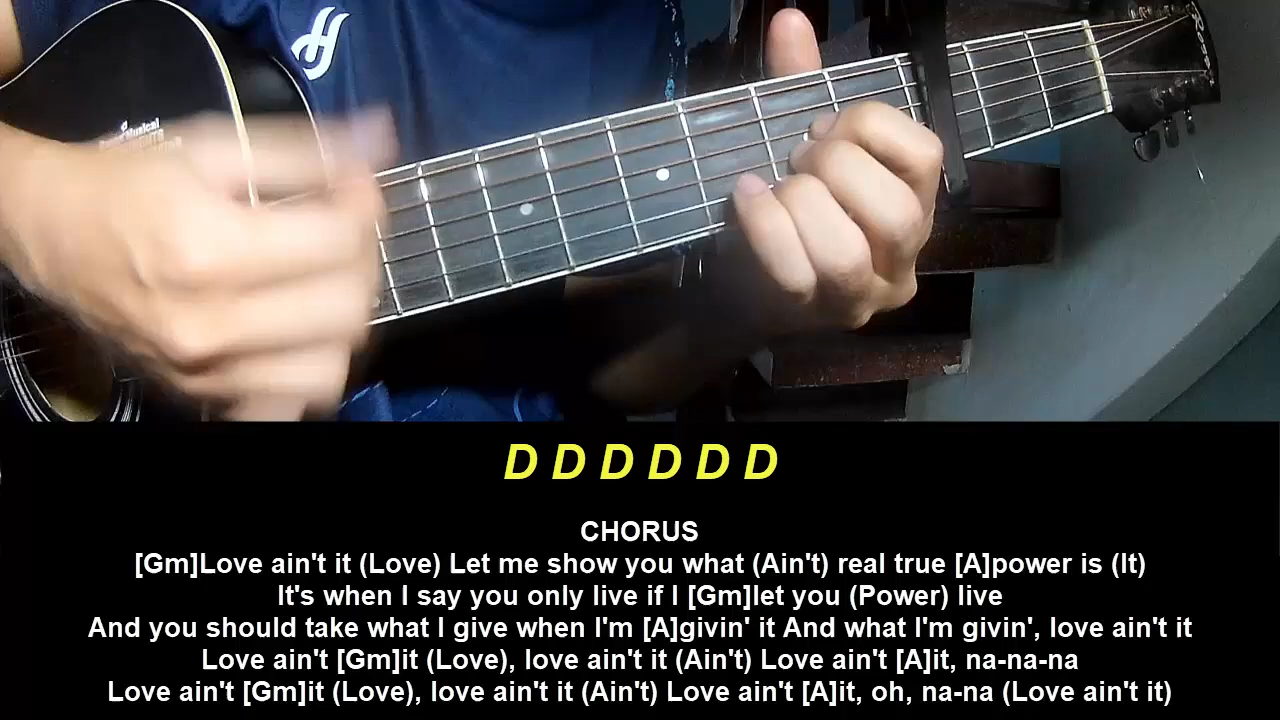 Musical
D D D D D D
CHORUS
[Gm]Love ain't it (Love) Let me show you what (Ain't) real true [A]power is (It)
It's when I say you only live if I [Gm]let you (Power) live
And you should take what I give when I'm [A]givin' it And what I'm givin', love ain't it
Love ain't [Gm]it (Love), love ain't it (Ain't) Love ain't [A]it, na-na-na
Love ain't [Gm]it (Love), love ain't it (Ain't) Love ain't [A]it, oh, na-na (Love ain't it)